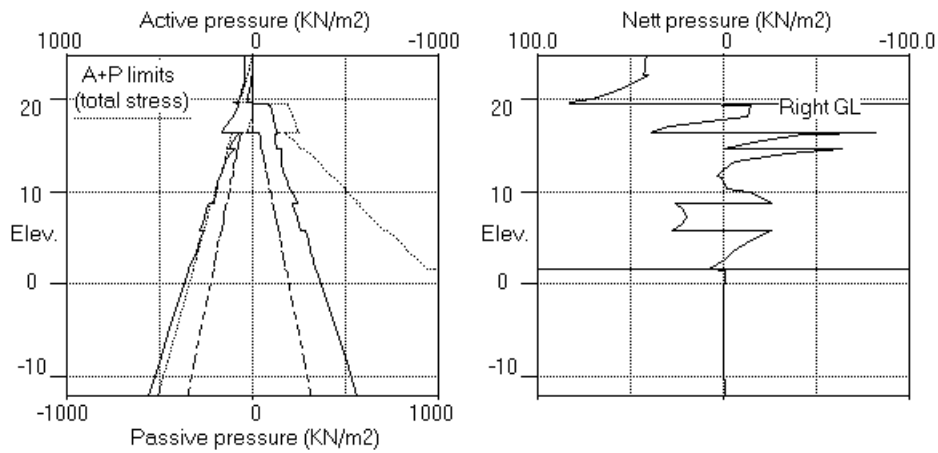 Active pressure (KN/m2)
1000 0 -1000
A+P limits
(total stress)
20
10
Elev.
0
-10
-1000 0 1000
Passive pressure (KN/m2)
Nett pressure (KN/m2)
100.0 0 -100.0
Right GL
20
10
Elev.
0
-10